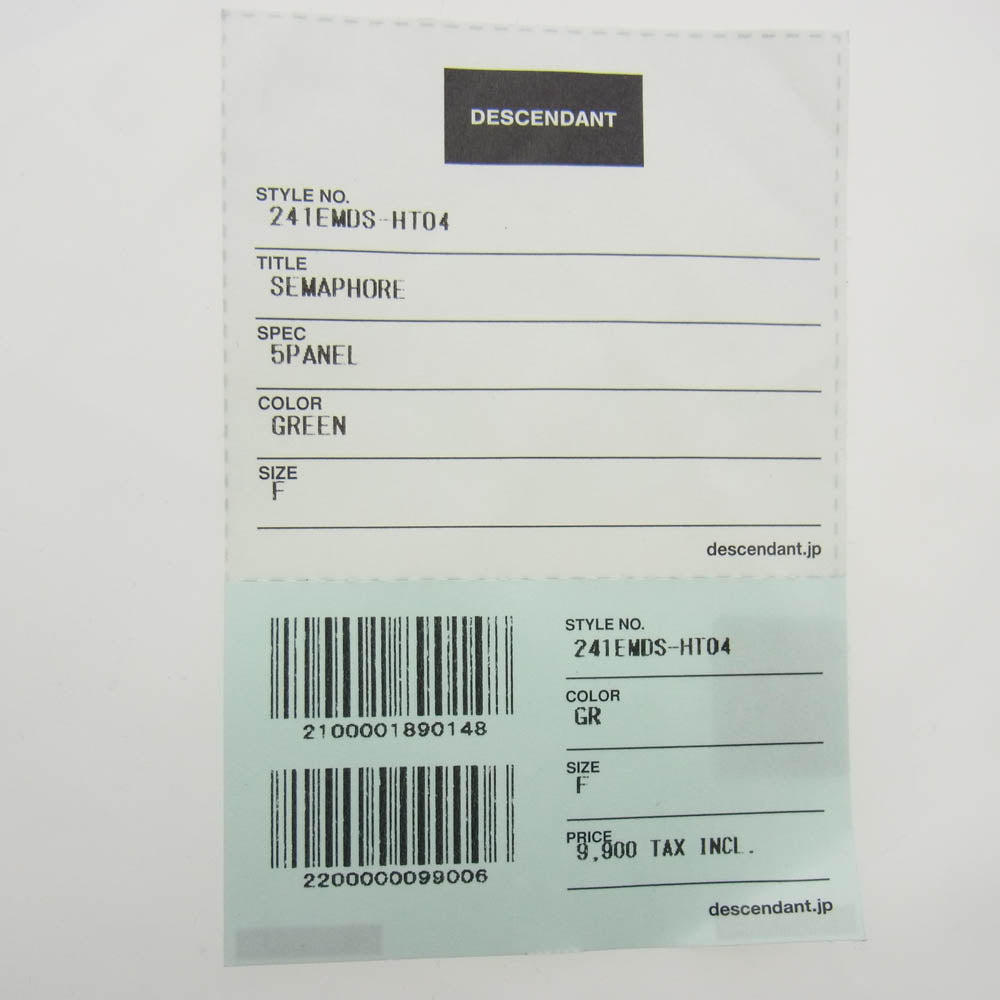 DESCENDANT
STYLE NO.
241EMDS-HT04
TITLE
SEMAPHORE
SPEC
5PANEL
COLOR
GREEN
SIZE
F
descendant.jp
2100001890148
2200000099006
STYLE NO.
241EMDS-HT04
COLOR
GR
SIZE
F
PRICE
9,900 TAX INCL.
descendant.jp